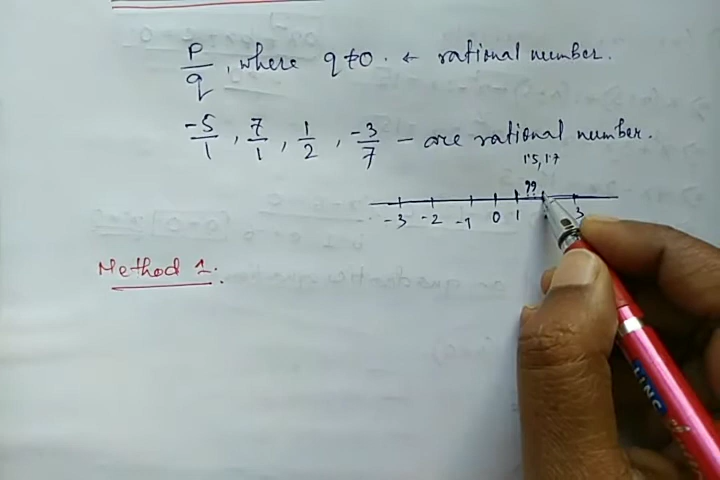 p/q, where q≠0. ← rational number.
-5/1, 7/1, 1/2, -3/7 - are rational number.
1.5, 1.7
??
-3 -2 -1 0 1 3
Method 1:
LINC